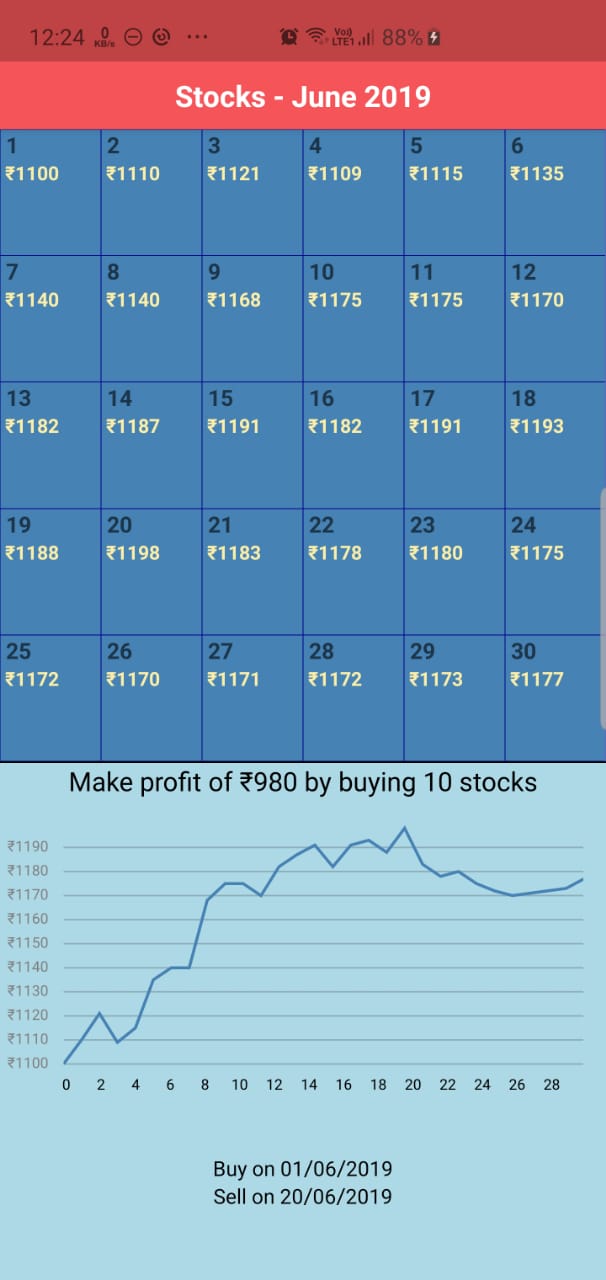 12:24 0 KB/s ... Vo)) LTE1 88%
Stocks - June 2019
1 2 3 4 5 6
₹1100 ₹1110 ₹1121 ₹1109 ₹1115 ₹1135
7 8 9 10 11 12
₹1140 ₹1140 ₹1168 ₹1175 ₹1175 ₹1170
13 14 15 16 17 18
₹1182 ₹1187 ₹1191 ₹1182 ₹1191 ₹1193
19 20 21 22 23 24
₹1188 ₹1198 ₹1183 ₹1178 ₹1180 ₹1175
25 26 27 28 29 30
₹1172 ₹1170 ₹1171 ₹1172 ₹1173 ₹1177
Make profit of ₹980 by buying 10 stocks
₹1190
₹1180
₹1170
₹1160
₹1150
₹1140
₹1130
₹1120
₹1110
₹1100
0 2 4 6 8 10 12 14 16 18 20 22 24 26 28
Buy on 01/06/2019
Sell on 20/06/2019